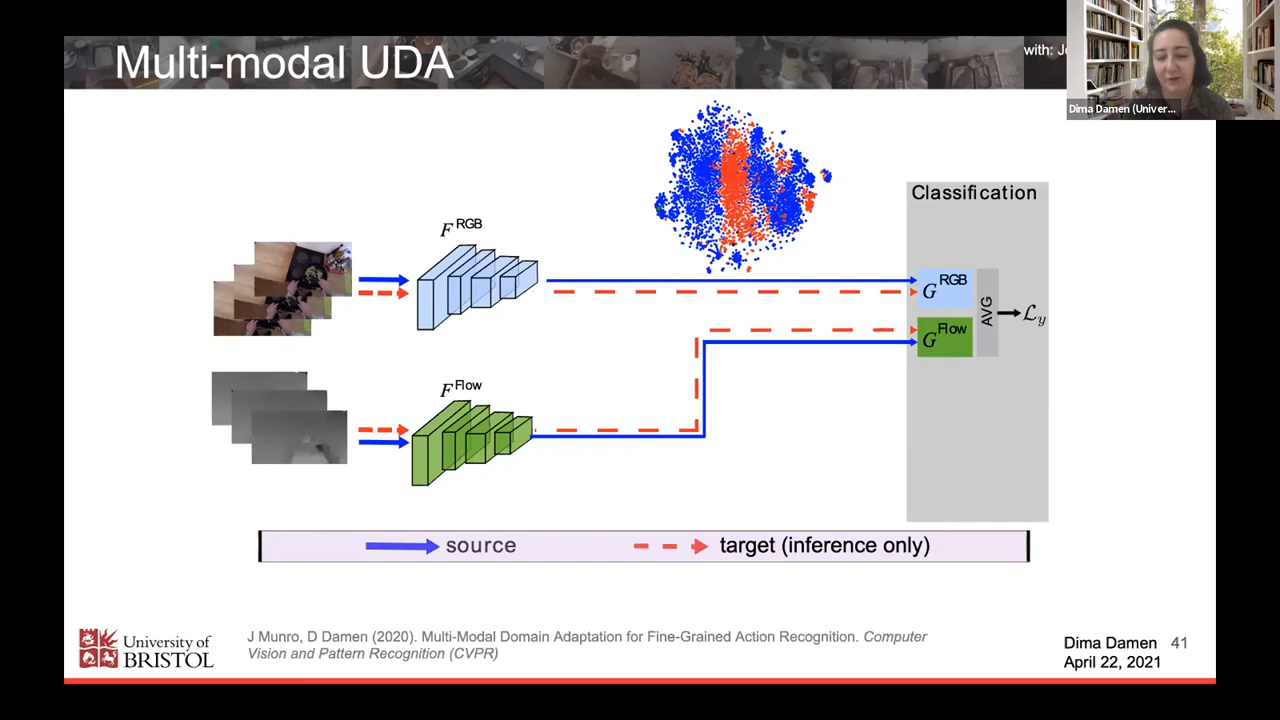 Multi-modal UDA
with: J
Dima Damen (Univer...
Classification
F RGB
G RGB
G Flow
AVG
ℒy
F Flow
source
target (inference only)
University of
BRISTOL
J Munro, D Damen (2020). Multi-Modal Domain Adaptation for Fine-Grained Action Recognition. Computer
Vision and Pattern Recognition (CVPR)
Dima Damen 41
April 22, 2021